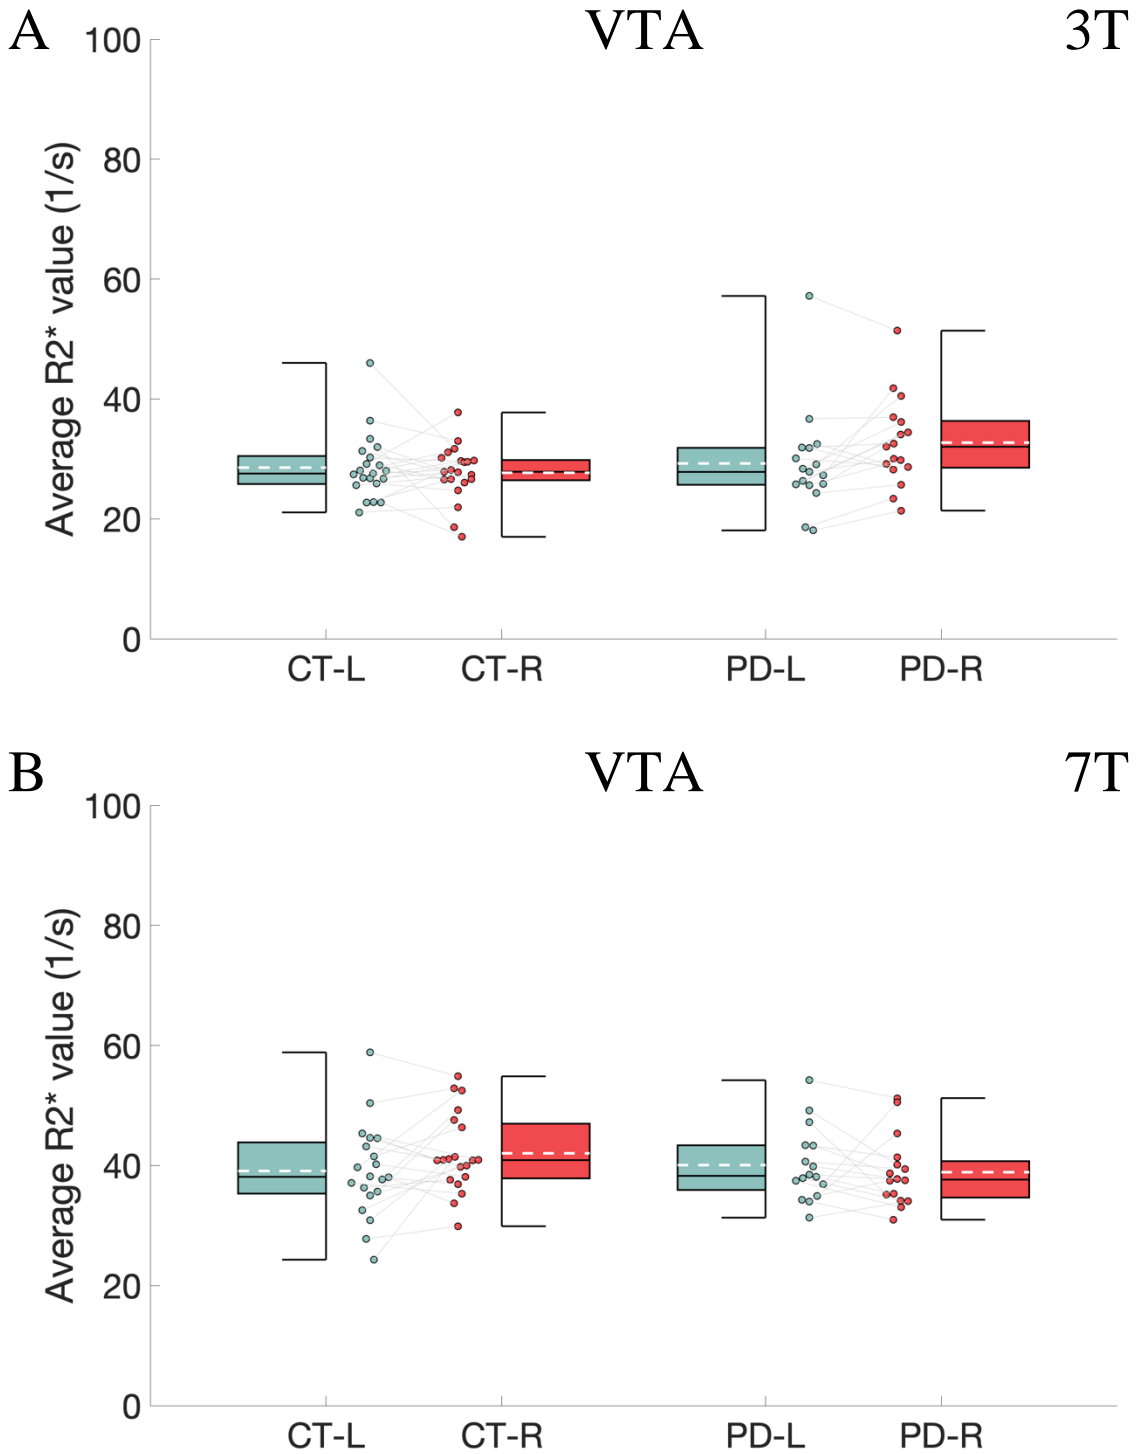 A VTA 3T
100
80
60
40
20
0
Average R2* value (1/s)
CT-L CT-R PD-L PD-R
B VTA 7T
100
80
60
40
20
0
Average R2* value (1/s)
CT-L CT-R PD-L PD-R